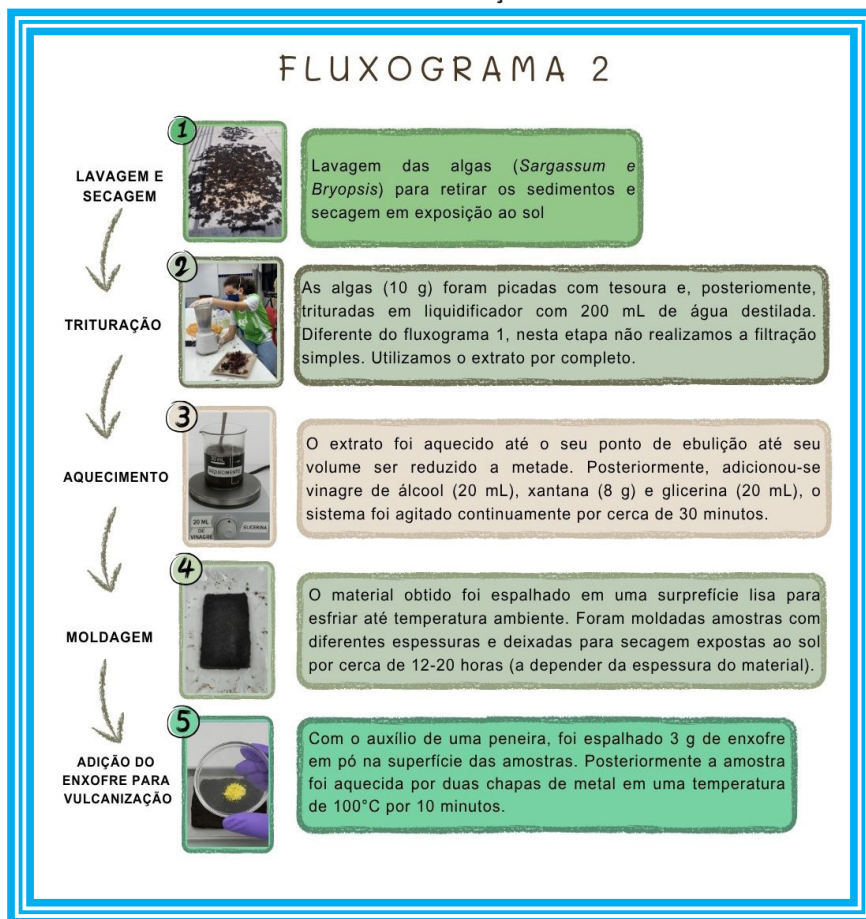 FLUXOGRAMA 2
1
LAVAGEM E
SECAGEM
Lavagem das algas (Sargassum e
Bryopsis) para retirar os sedimentos e
secagem em exposição ao sol
2
TRITURAÇÃO
As algas (10 g) foram picadas com tesoura e, posteriomente,
trituradas em liquidificador com 200 mL de água destilada.
Diferente do fluxograma 1, nesta etapa não realizamos a filtração
simples. Utilizamos o extrato por completo.
3
AQUECIMENTO
AQUECIMENTO
20 ML
DE
VINAGRE
GLICERINA
O extrato foi aquecido até o seu ponto de ebulição até seu
volume ser reduzido a metade. Posteriormente, adicionou-se
vinagre de álcool (20 mL), xantana (8 g) e glicerina (20 mL), o
sistema foi agitado continuamente por cerca de 30 minutos.
4
MOLDAGEM
O material obtido foi espalhado em uma surprefície lisa para
esfriar até temperatura ambiente. Foram moldadas amostras com
diferentes espessuras e deixadas para secagem expostas ao sol
por cerca de 12-20 horas (a depender da espessura do material).
5
ADIÇÃO DO
ENXOFRE PARA
VULCANIZAÇÃO
Com o auxílio de uma peneira, foi espalhado 3 g de enxofre
em pó na superfície das amostras. Posteriormente a amostra
foi aquecida por duas chapas de metal em uma temperatura
de 100°C por 10 minutos.